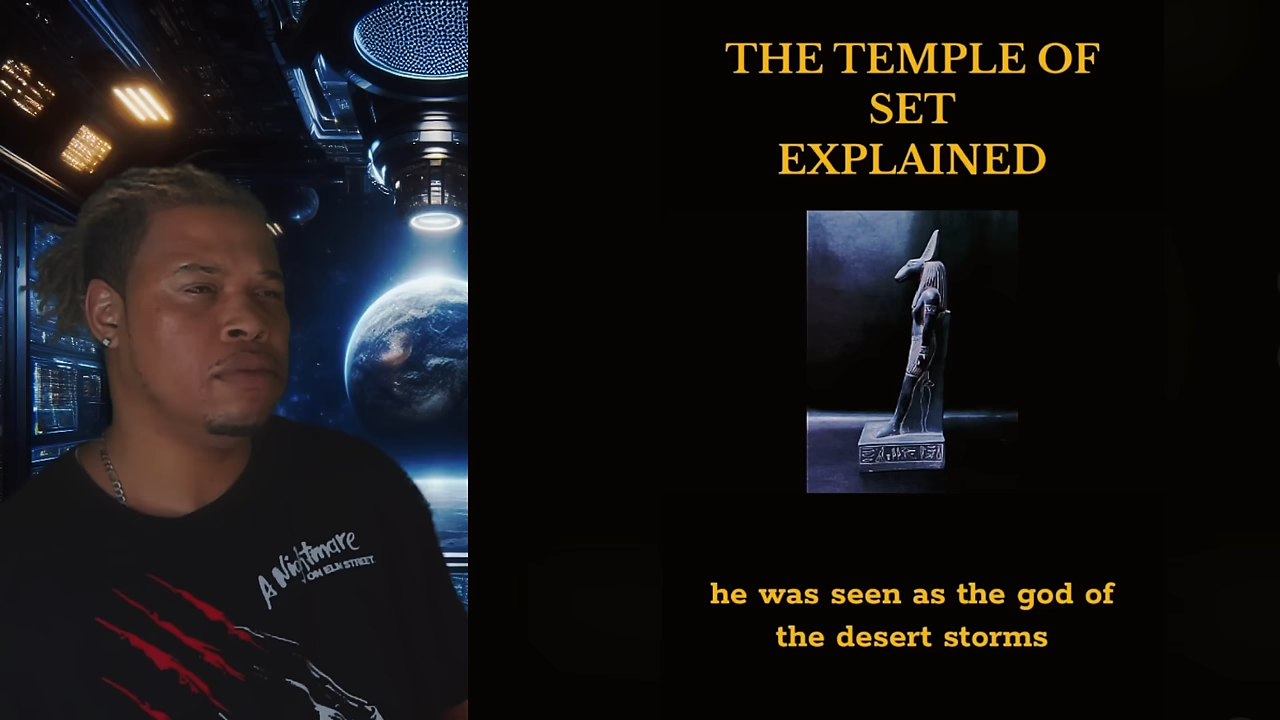 THE TEMPLE OF
SET
EXPLAINED
he was seen as the god of
the desert storms
A Nightmare
ON ELM STREET